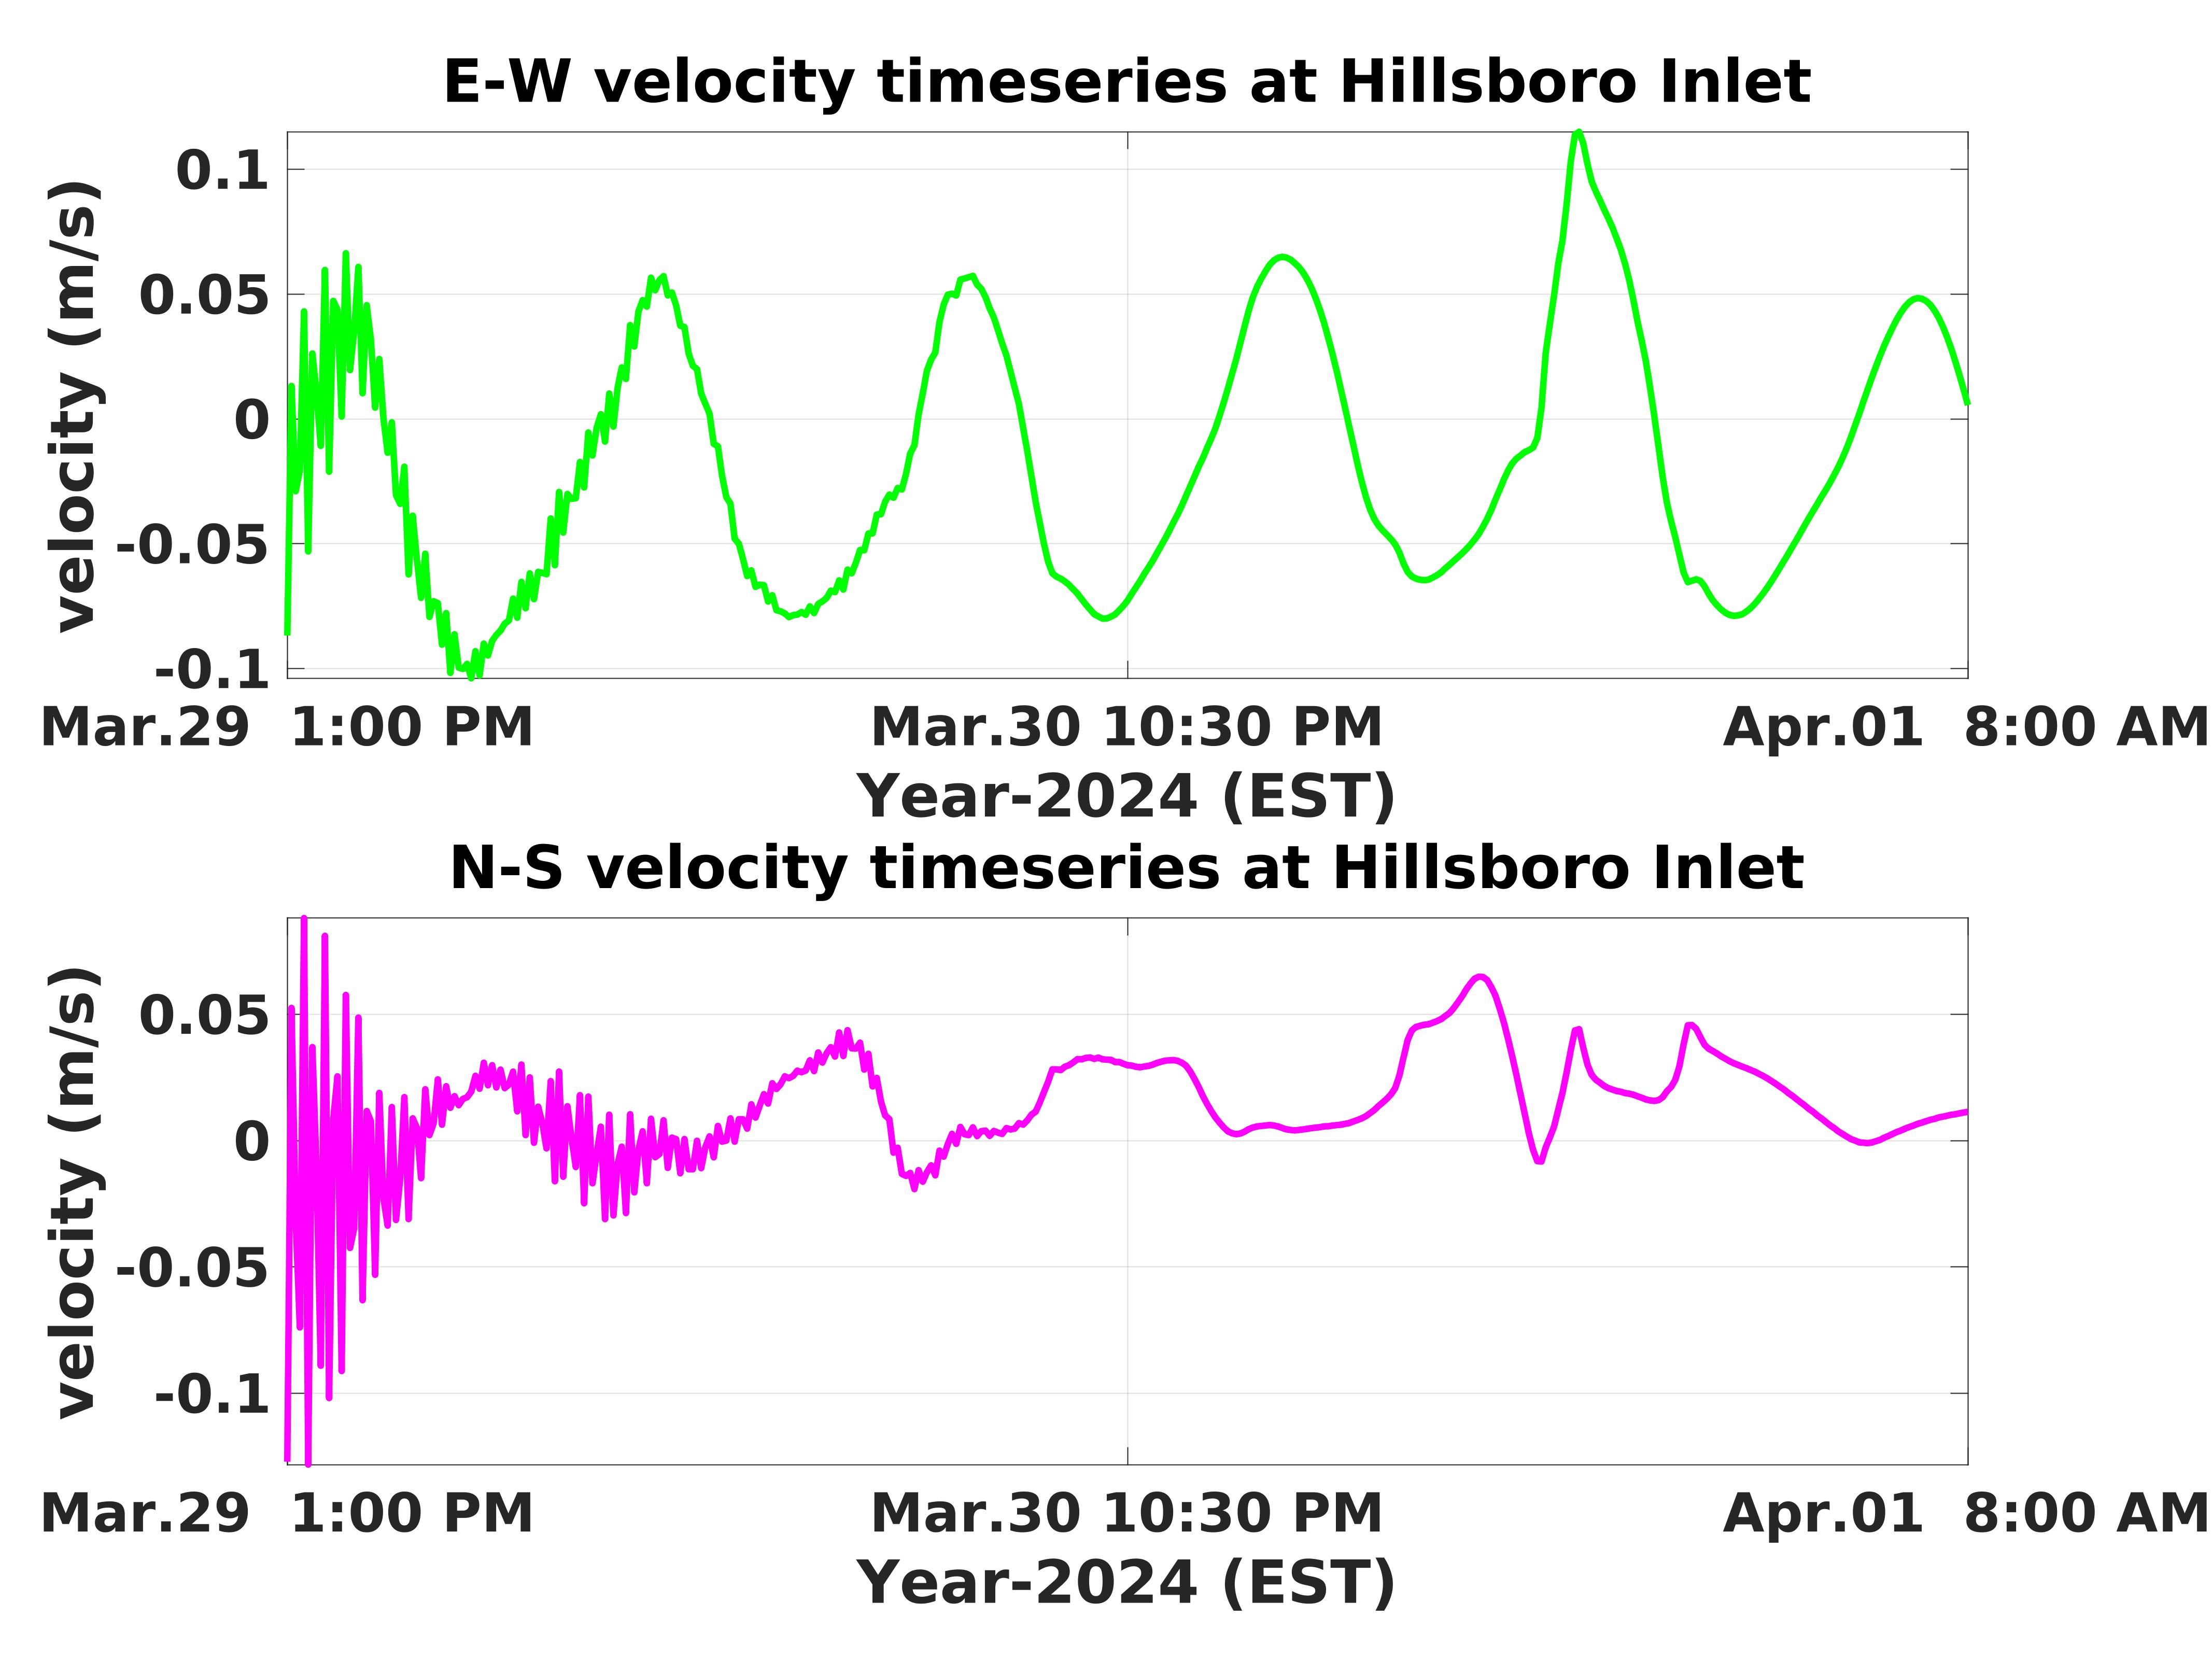 E-W velocity timeseries at Hillsboro Inlet
velocity (m/s)
0.1
0.05
0
-0.05
-0.1
Mar.29  1:00 PM
Mar.30 10:30 PM
Apr.01  8:00 AM
Year-2024 (EST)
N-S velocity timeseries at Hillsboro Inlet
velocity (m/s)
0.05
0
-0.05
-0.1
Mar.29  1:00 PM
Mar.30 10:30 PM
Apr.01  8:00 AM
Year-2024 (EST)